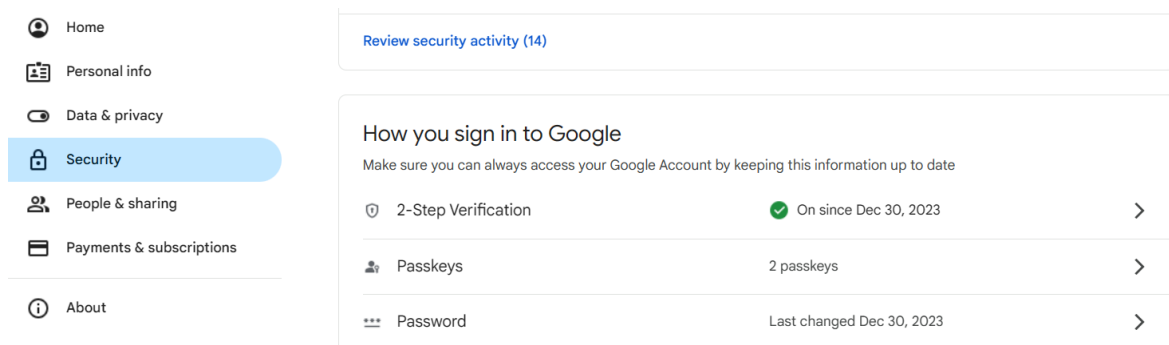 Home
Personal info
Data & privacy
Security
People & sharing
Payments & subscriptions
About
Review security activity (14)
How you sign in to Google
Make sure you can always access your Google Account by keeping this information up to date
2-Step Verification On since Dec 30, 2023
Passkeys 2 passkeys
Password Last changed Dec 30, 2023